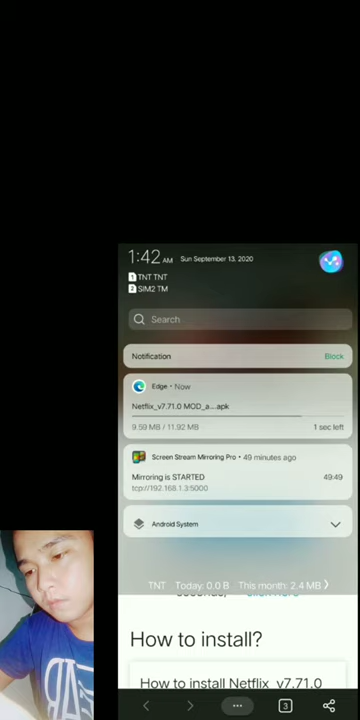 1:42 AM Sun September 13, 2020
1 TNT TNT
2 SIM2 TM
Search
Notification Block
Edge • Now
Netflix_v7.71.0 MOD_a...apk
9.59 MB / 11.92 MB 1 sec left
Screen Stream Mirroring Pro • 49 minutes ago
Mirroring is STARTED 49:49
tcp://192.168.1.3:5000
Android System
TNT Today: 0.0 B This month: 2.4 MB
How to install?
How to install Netflix_v7.71.0
3